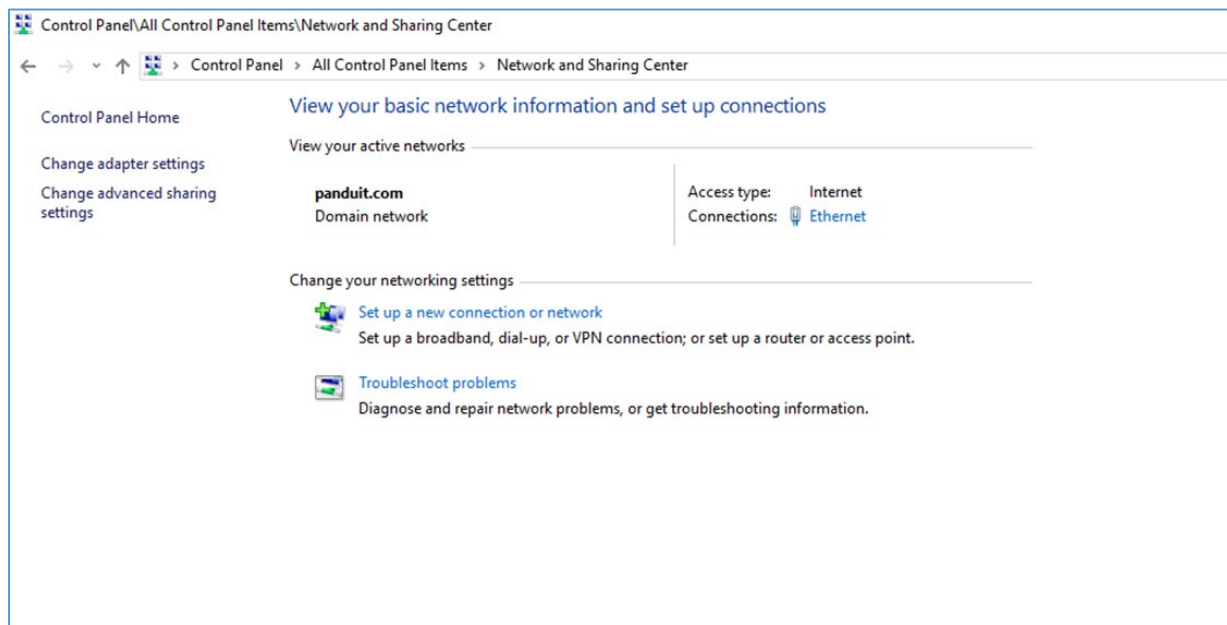 Control Panel\All Control Panel Items\Network and Sharing Center
Control Panel > All Control Panel Items > Network and Sharing Center
Control Panel Home
Change adapter settings
Change advanced sharing
settings
View your basic network information and set up connections
View your active networks
panduit.com
Domain network
Access type: Internet
Connections: Ethernet
Change your networking settings
Set up a new connection or network
Set up a broadband, dial-up, or VPN connection; or set up a router or access point.
Troubleshoot problems
Diagnose and repair network problems, or get troubleshooting information.